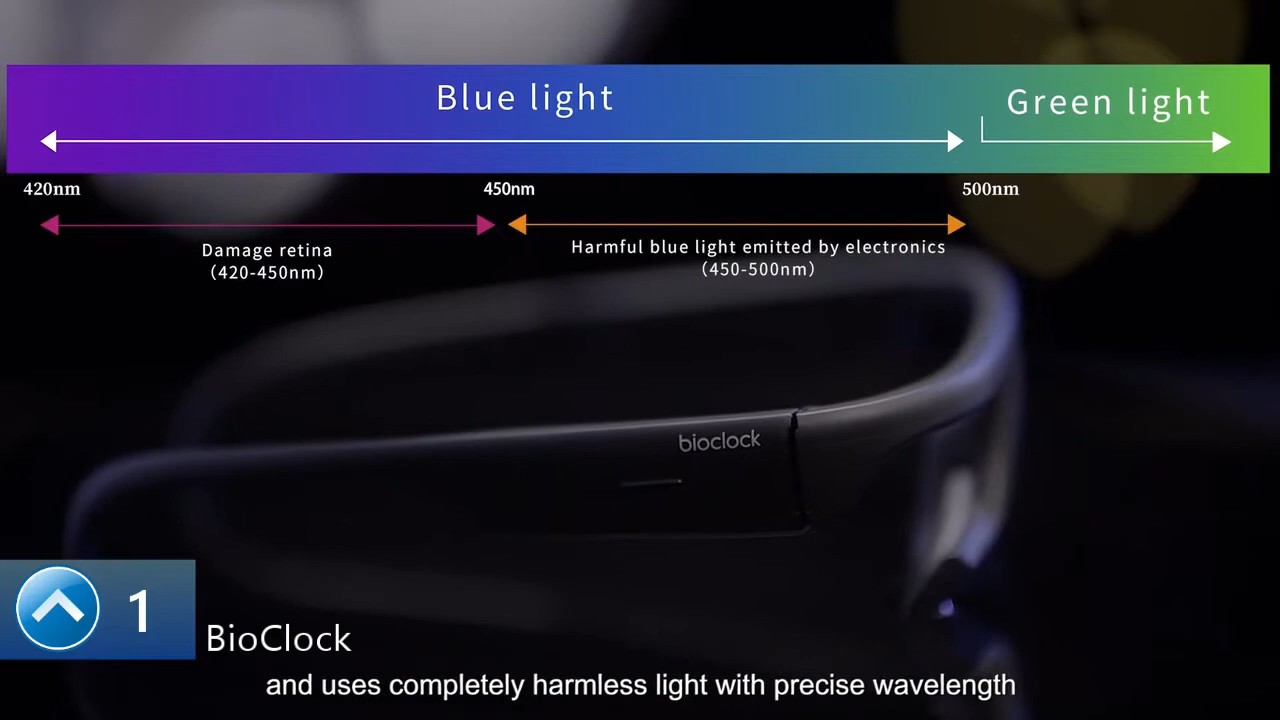 Blue light
Green light
420nm
450nm
500nm
Damage retina
(420-450nm)
Harmful blue light emitted by electronics
(450-500nm)
bioclock
1
BioClock
and uses completely harmless light with precise wavelength